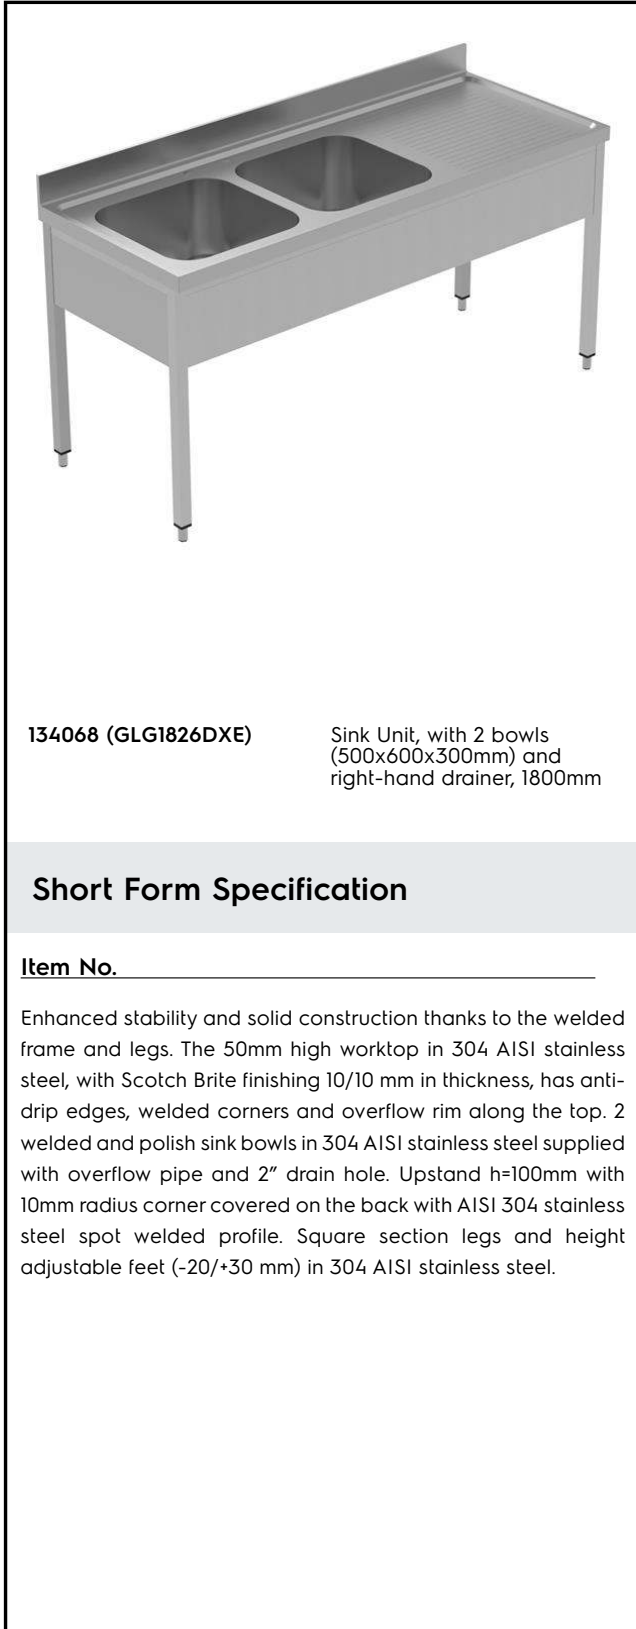 134068 (GLG1826DXE)
Sink Unit, with 2 bowls
(500x600x300mm) and
right-hand drainer, 1800mm
Short Form Specification
Item No.
Enhanced stability and solid construction thanks to the welded
frame and legs. The 50mm high worktop in 304 AISI stainless
steel, with Scotch Brite finishing 10/10 mm in thickness, has anti-
drip edges, welded corners and overflow rim along the top. 2
welded and polish sink bowls in 304 AISI stainless steel supplied
with overflow pipe and 2” drain hole. Upstand h=100mm with
10mm radius corner covered on the back with AISI 304 stainless
steel spot welded profile. Square section legs and height
adjustable feet (-20/+30 mm) in 304 AISI stainless steel.